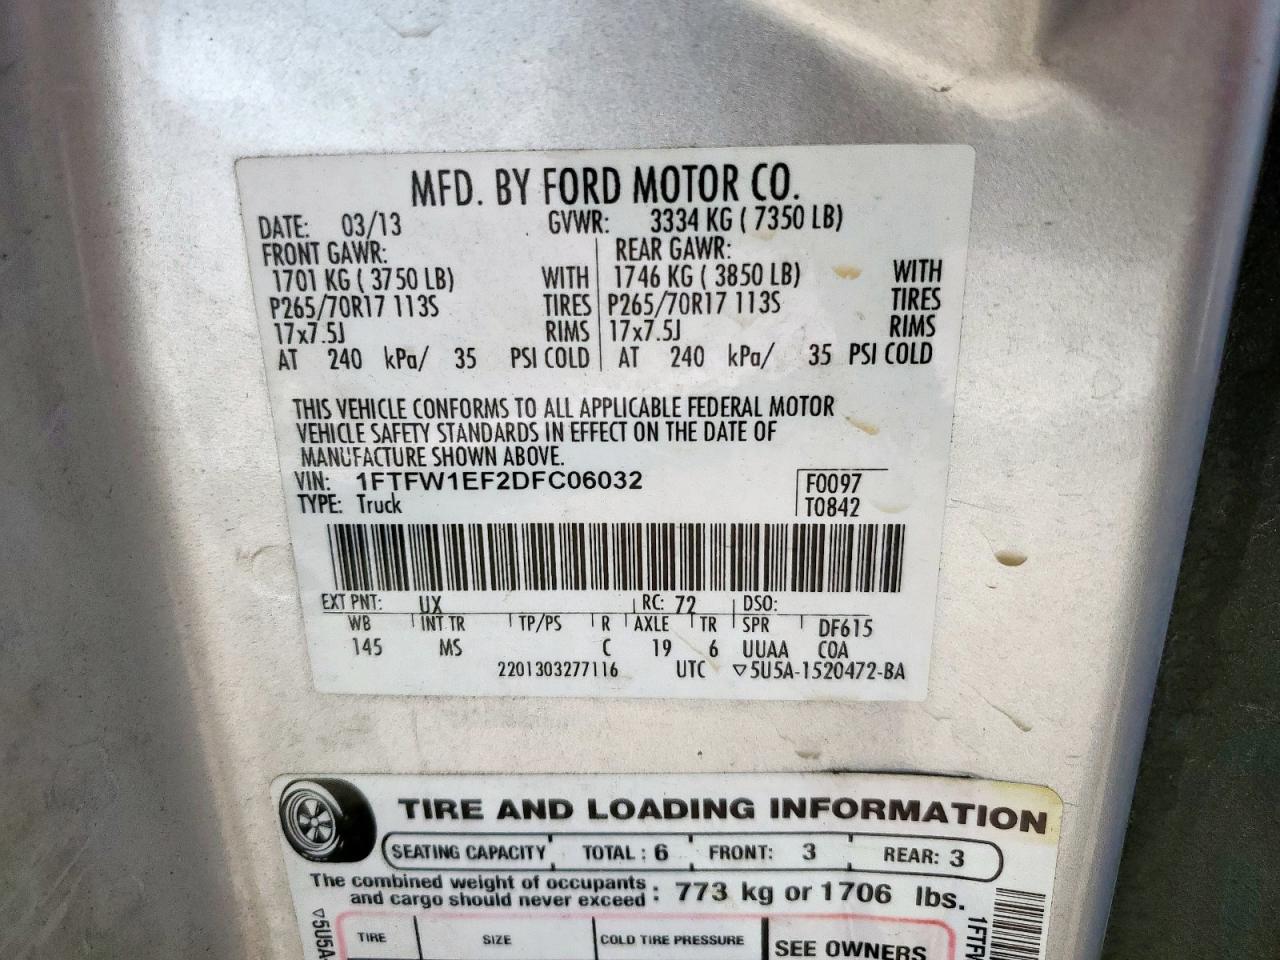 MFD. BY FORD MOTOR CO.
DATE: 03/13 GVWR: 3334 KG ( 7350 LB)
FRONT GAWR: REAR GAWR:
1701 KG ( 3750 LB) WITH 1746 KG ( 3850 LB) WITH
P265/70R17 113S TIRES P265/70R17 113S TIRES
17x7.5J RIMS 17x7.5J RIMS
AT 240 kPa/ 35 PSI COLD AT 240 kPa/ 35 PSI COLD
THIS VEHICLE CONFORMS TO ALL APPLICABLE FEDERAL MOTOR
VEHICLE SAFETY STANDARDS IN EFFECT ON THE DATE OF
MANUFACTURE SHOWN ABOVE.
VIN: 1FTFW1EF2DFC06032 F0097
TYPE: Truck T0842
EXT PNT: UX RC: 72 DSO:
WB INT TR TP/PS R AXLE TR SPR DF615
145 MS C 19 6 UUAA COA
2201303277116 UTC ▽5U5A-1520472-BA
TIRE AND LOADING INFORMATION
SEATING CAPACITY TOTAL : 6 FRONT: 3 REAR: 3
The combined weight of occupants and cargo should never exceed : 773 kg or 1706 lbs.
TIRE SIZE COLD TIRE PRESSURE SEE OWNERS
▽5U5A-
1FTFW